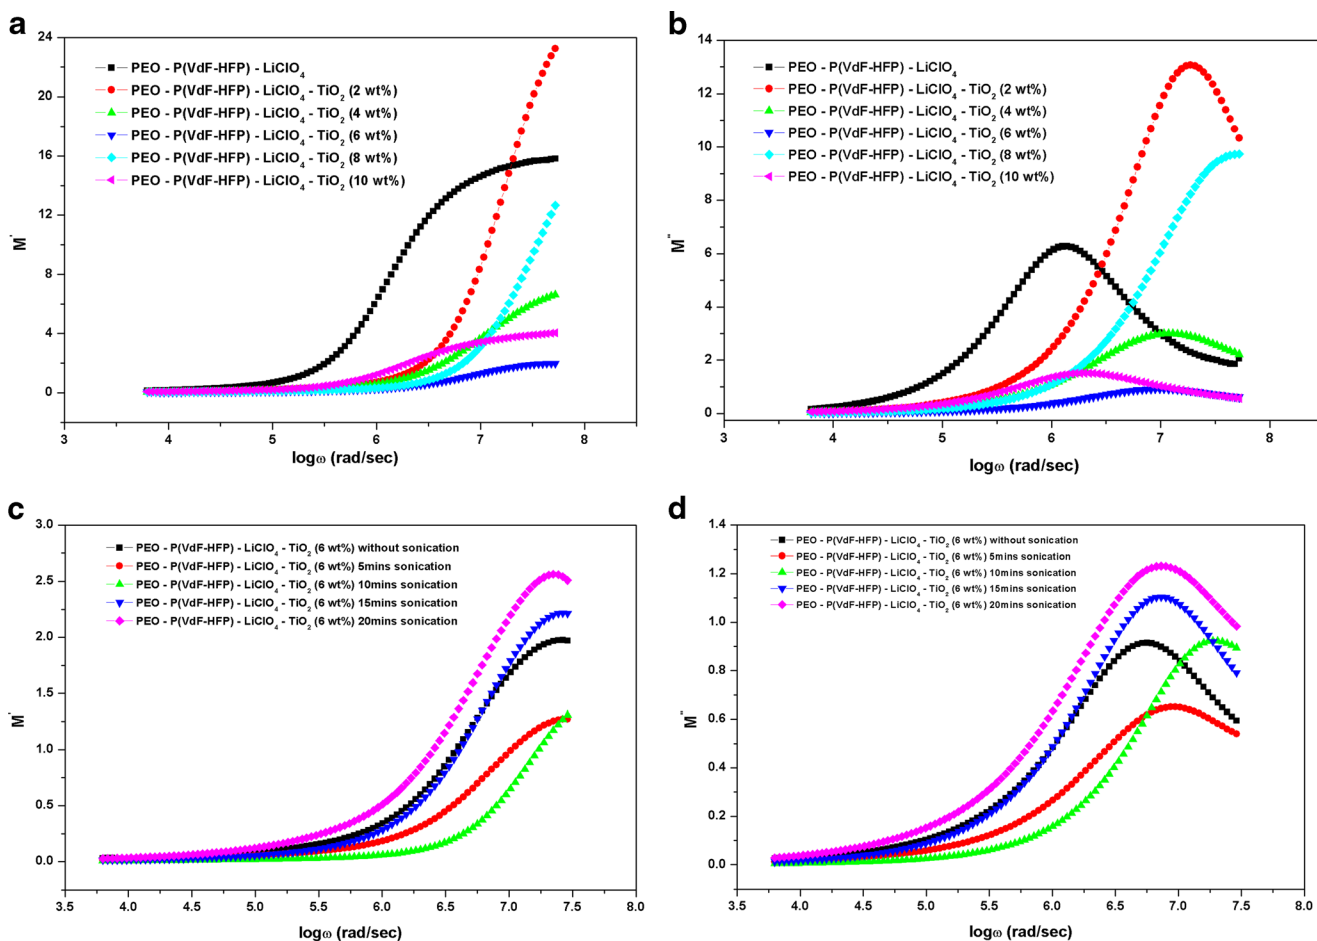 a
24
20
16
12
8
4
0
M'
PEO - P(VdF-HFP) - LiClO₄
PEO - P(VdF-HFP) - LiClO₄ - TiO₂ (2 wt%)
PEO - P(VdF-HFP) - LiClO₄ - TiO₂ (4 wt%)
PEO - P(VdF-HFP) - LiClO₄ - TiO₂ (6 wt%)
PEO - P(VdF-HFP) - LiClO₄ - TiO₂ (8 wt%)
PEO - P(VdF-HFP) - LiClO₄ - TiO₂ (10 wt%)
3 4 5 6 7 8 9
logω (rad/sec)
b
14
12
10
8
6
4
2
0
M"
PEO - P(VdF-HFP) - LiClO₄
PEO - P(VdF-HFP) - LiClO₄ - TiO₂ (2 wt%)
PEO - P(VdF-HFP) - LiClO₄ - TiO₂ (4 wt%)
PEO - P(VdF-HFP) - LiClO₄ - TiO₂ (6 wt%)
PEO - P(VdF-HFP) - LiClO₄ - TiO₂ (8 wt%)
PEO - P(VdF-HFP) - LiClO₄ - TiO₂ (10 wt%)
3 4 5 6 7 8
logω (rad/sec)
c
3.0
2.5
2.0
1.5
1.0
0.5
0.0
M'
PEO - P(VdF-HFP) - LiClO₄ - TiO₂ (6 wt%) without sonication
PEO - P(VdF-HFP) - LiClO₄ - TiO₂ (6 wt%) 5mins sonication
PEO - P(VdF-HFP) - LiClO₄ - TiO₂ (6 wt%) 10mins sonication
PEO - P(VdF-HFP) - LiClO₄ - TiO₂ (6 wt%) 15mins sonication
PEO - P(VdF-HFP) - LiClO₄ - TiO₂ (6 wt%) 20mins sonication
3.5 4.0 4.5 5.0 5.5 6.0 6.5 7.0 7.5 8.0
logω (rad/sec)
d
1.4
1.2
1.0
0.8
0.6
0.4
0.2
0.0
M"
PEO - P(VdF-HFP) - LiClO₄ - TiO₂ (6 wt%) without sonication
PEO - P(VdF-HFP) - LiClO₄ - TiO₂ (6 wt%) 5mins sonication
PEO - P(VdF-HFP) - LiClO₄ - TiO₂ (6 wt%) 10mins sonication
PEO - P(VdF-HFP) - LiClO₄ - TiO₂ (6 wt%) 15mins sonication
PEO - P(VdF-HFP) - LiClO₄ - TiO₂ (6 wt%) 20mins sonication
3.5 4.0 4.5 5.0 5.5 6.0 6.5 7.0 7.5 8.0
logω (rad/sec)